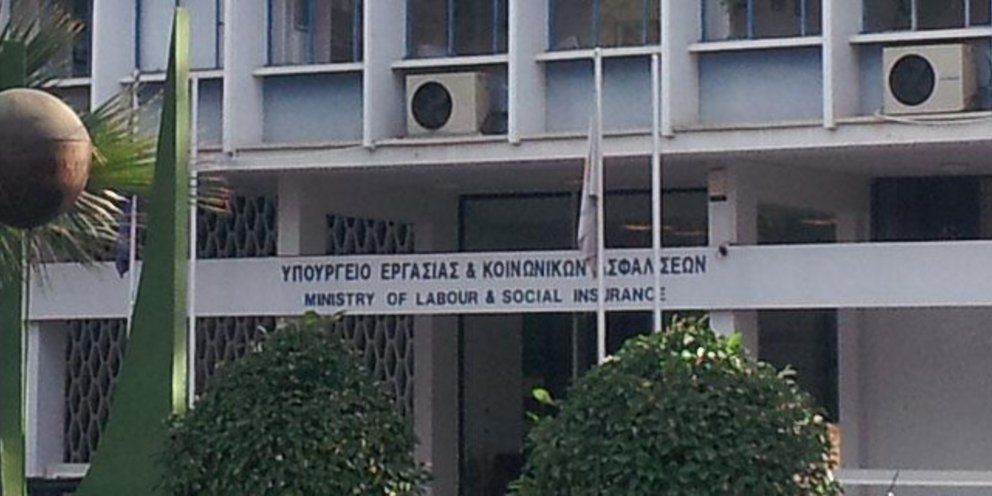 ΥΠΟΥΡΓΕΙΟ ΕΡΓΑΣΙΑΣ & ΚΟΙΝΩΝΙΚΩΝ ΑΣΦΑΛΙΣΕΩΝ
MINISTRY OF LABOUR & SOCIAL INSURANCE